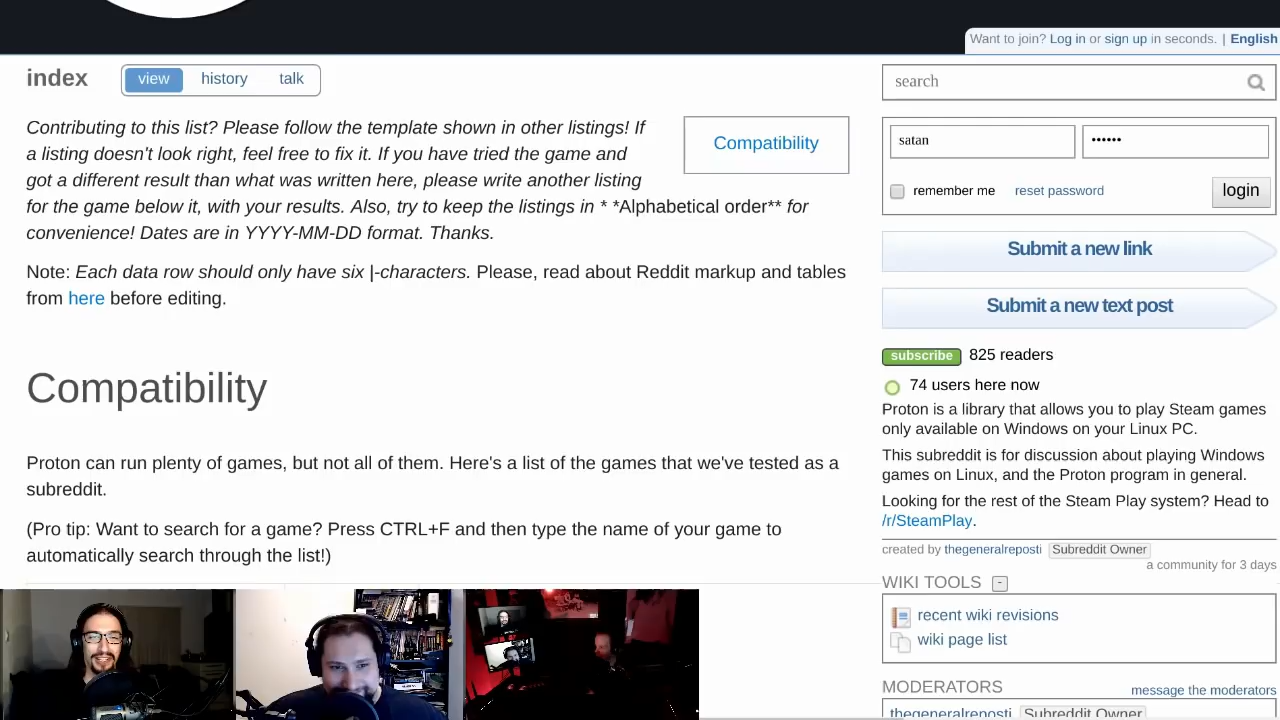 Want to join? Log in or sign up in seconds. | English
index
view
history
talk
Contributing to this list? Please follow the template shown in other listings! If
a listing doesn't look right, feel free to fix it. If you have tried the game and
got a different result than what was written here, please write another listing
for the game below it, with your results. Also, try to keep the listings in * *Alphabetical order** for
convenience! Dates are in YYYY-MM-DD format. Thanks.
Compatibility
Note: Each data row should only have six |-characters. Please, read about Reddit markup and tables
from here before editing.
Compatibility
Proton can run plenty of games, but not all of them. Here's a list of the games that we've tested as a
subreddit.
(Pro tip: Want to search for a game? Press CTRL+F and then type the name of your game to
automatically search through the list!)
search
satan
••••••
remember me
reset password
login
Submit a new link
Submit a new text post
subscribe 825 readers
74 users here now
Proton is a library that allows you to play Steam games
only available on Windows on your Linux PC.
This subreddit is for discussion about playing Windows
games on Linux, and the Proton program in general.
Looking for the rest of the Steam Play system? Head to
/r/SteamPlay.
created by thegeneralreposti Subreddit Owner
a community for 3 days
WIKI TOOLS -
recent wiki revisions
wiki page list
MODERATORS
message the moderators
thegeneralreposti Subreddit Owner